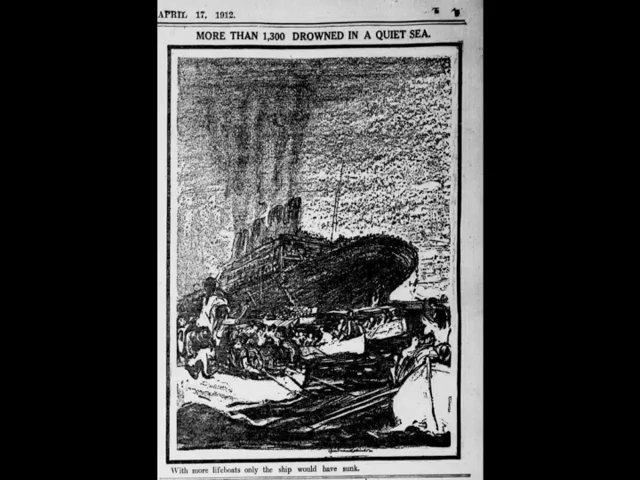 APRIL 17, 1912.
MORE THAN 1,300 DROWNED IN A QUIET SEA.
With more lifeboats only the ship would have sunk.